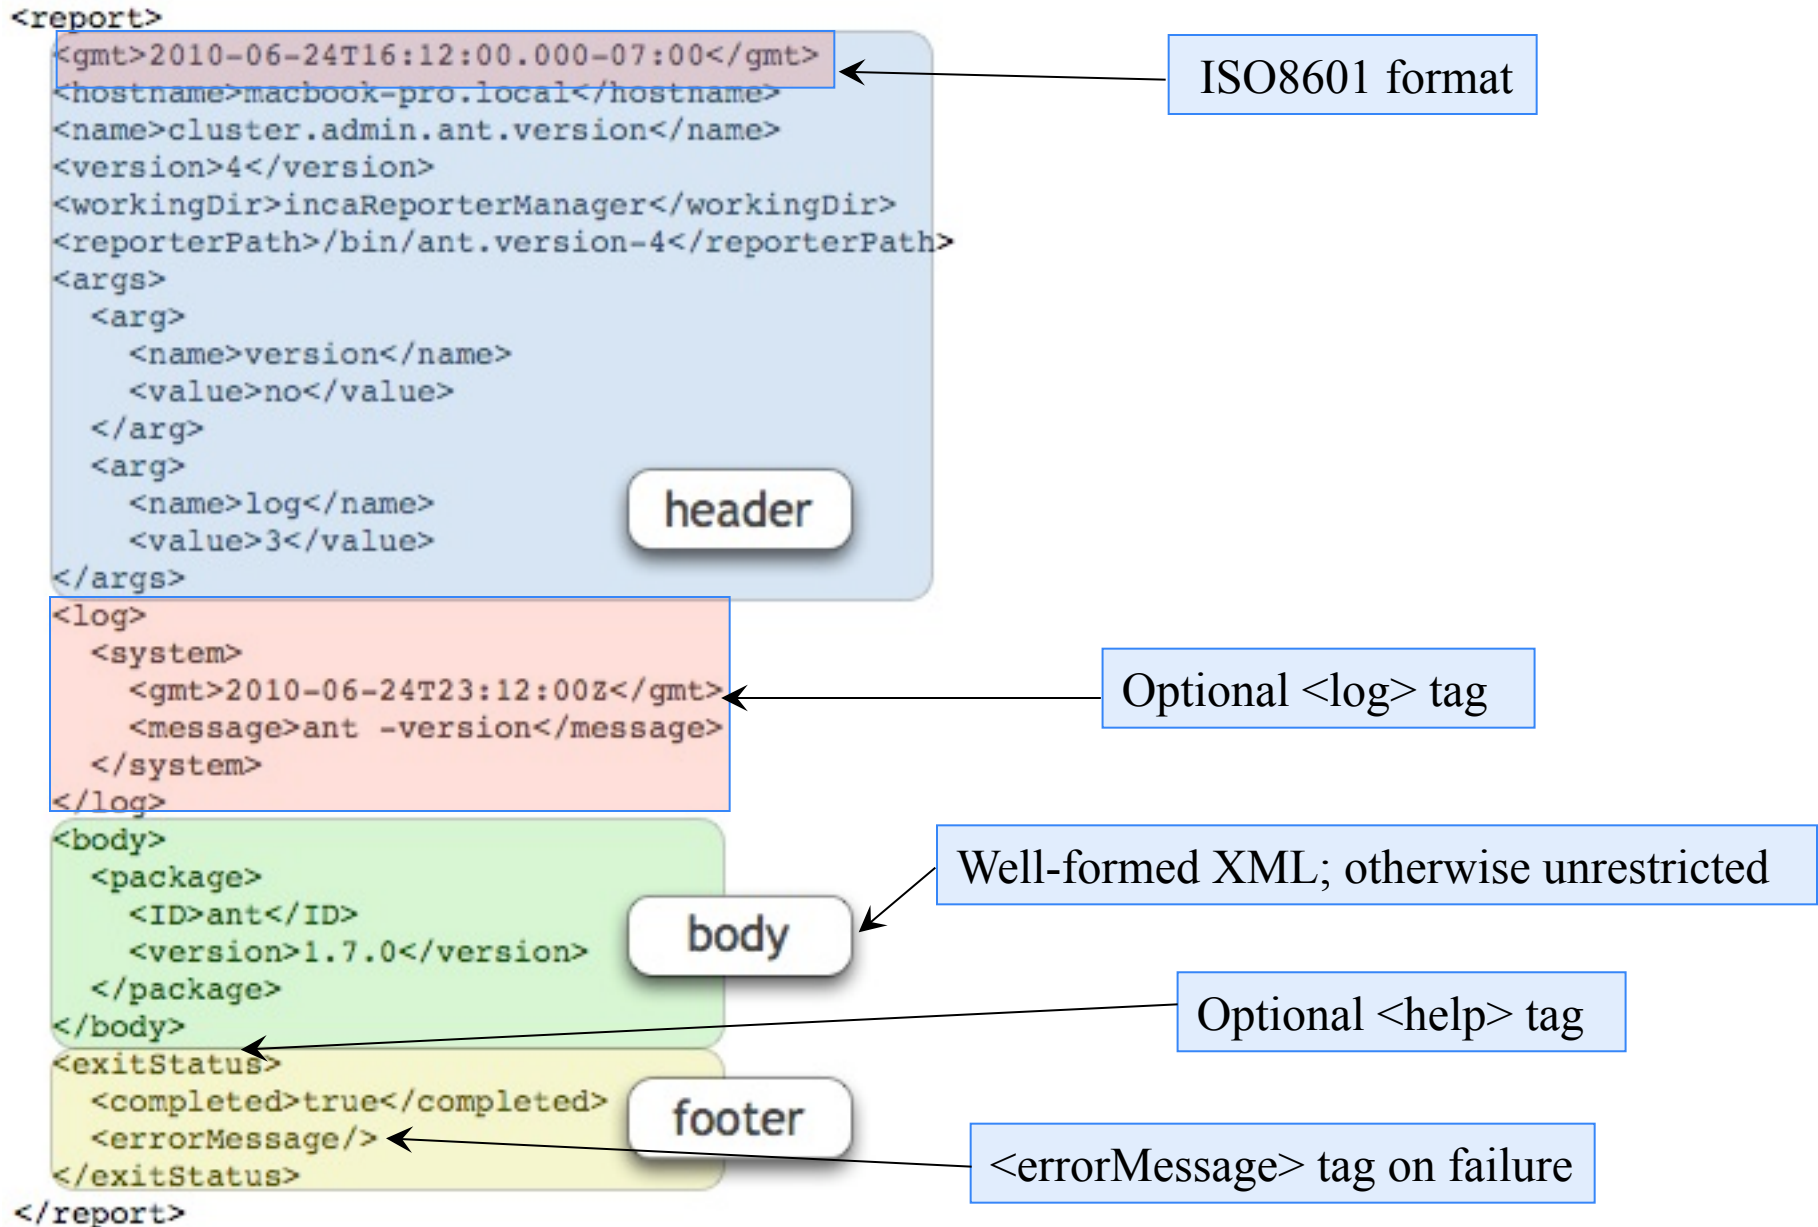 <report>
  <gmt>2010-06-24T16:12:00.000-07:00</gmt>
ISO8601 format
  <hostname>macbook-pro.local</hostname>
  <name>cluster.admin.ant.version</name>
  <version>4</version>
  <workingDir>incaReporterManager</workingDir>
  <reporterPath>/bin/ant.version-4</reporterPath>
  <args>
    <arg>
      <name>version</name>
      <value>no</value>
    </arg>
    <arg>
      <name>log</name>
      <value>3</value>
  </args>
header
  <log>
    <system>
      <gmt>2010-06-24T23:12:00Z</gmt>
      <message>ant -version</message>
    </system>
  </log>
Optional <log> tag
  <body>
    <package>
      <ID>ant</ID>
      <version>1.7.0</version>
    </package>
  </body>
body
Well-formed XML; otherwise unrestricted
Optional <help> tag
  <exitStatus>
    <completed>true</completed>
    <errorMessage/>
  </exitStatus>
footer
<errorMessage> tag on failure
</report>